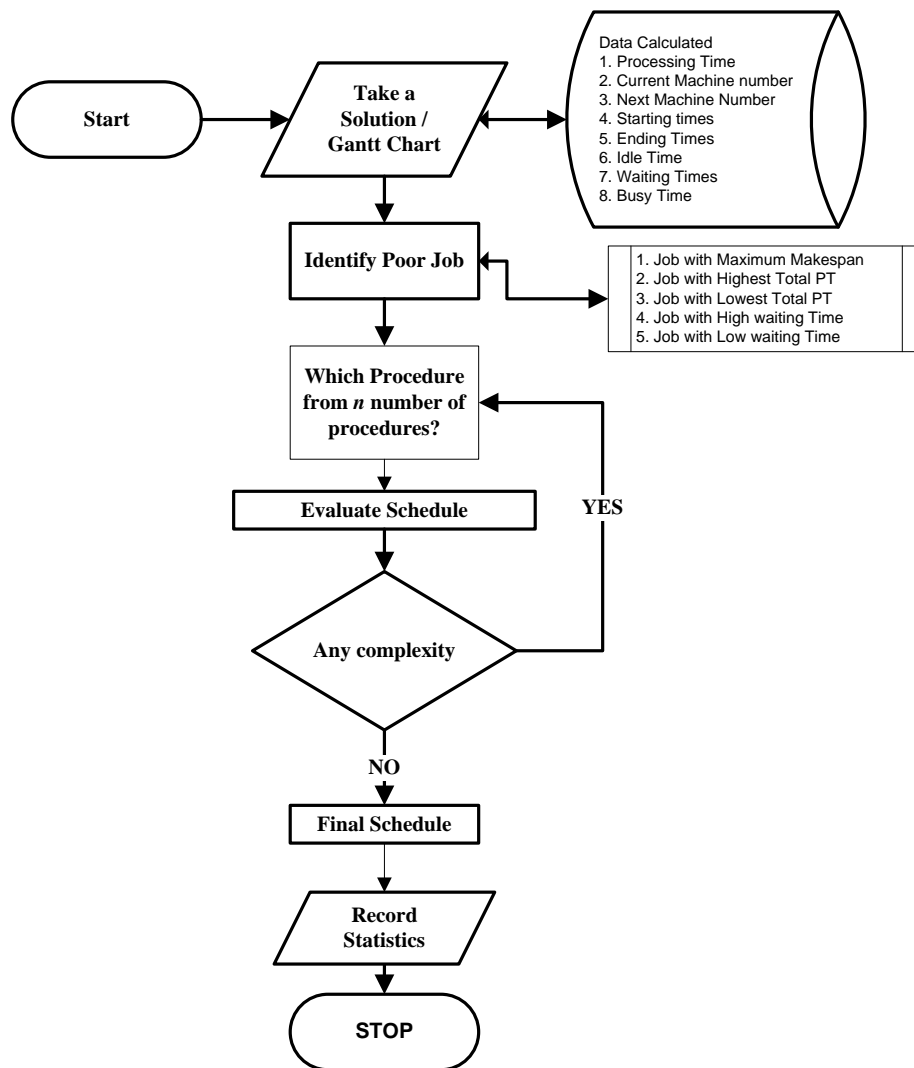 Start
Take a
Solution /
Gantt Chart
Data Calculated
1. Processing Time
2. Current Machine number
3. Next Machine Number
4. Starting times
5. Ending Times
6. Idle Time
7. Waiting Times
8. Busy Time
Identify Poor Job
1. Job with Maximum Makespan
2. Job with Highest Total PT
3. Job with Lowest Total PT
4. Job with High waiting Time
5. Job with Low waiting Time
Which Procedure
from n number of
procedures?
Evaluate Schedule
YES
Any complexity
NO
Final Schedule
Record
Statistics
STOP